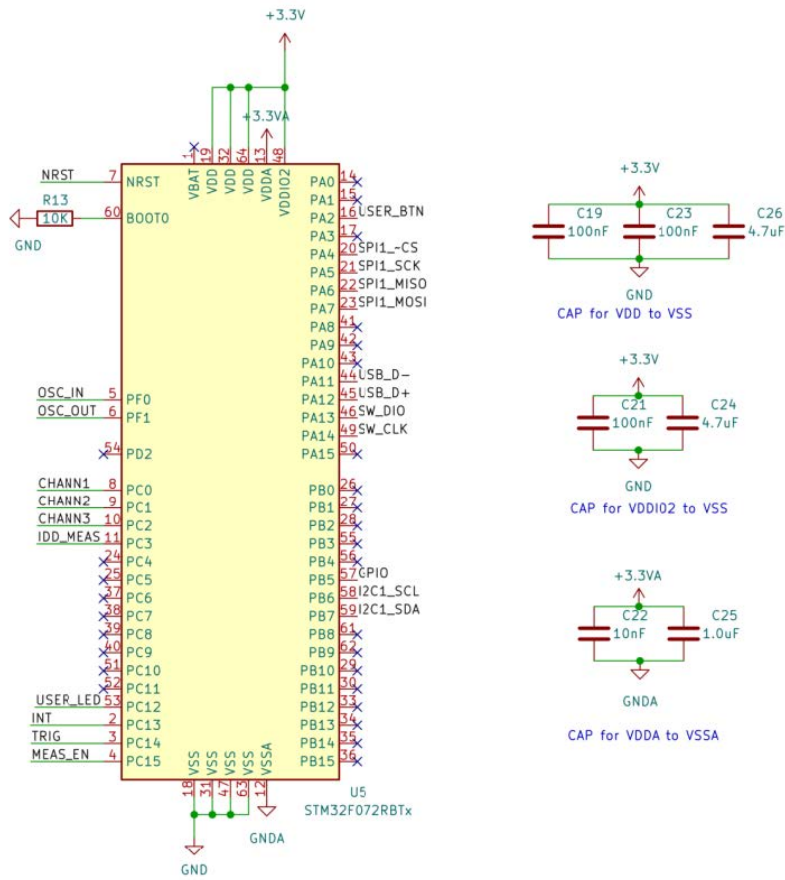 +3.3V
+3.3VA
1
19
32
64
13
48
VBAT
VDD
VDD
VDD
VDDA
VDDIO2
NRST 7 NRST
R13
10K
60 BOOT0
GND
OSC_IN 5 PF0
OSC_OUT 6 PF1
54 PD2
CHANN1 8 PC0
CHANN2 9 PC1
CHANN3 10 PC2
IDD_MEAS 11 PC3
24 PC4
25 PC5
37 PC6
38 PC7
39 PC8
40 PC9
51 PC10
52 PC11
USER_LED 53 PC12
INT 2 PC13
TRIG 3 PC14
MEAS_EN 4 PC15
PA0 14
PA1 15
PA2 16 USER_BTN
PA3 17
PA4 20 SPI1_~CS
PA5 21 SPI1_SCK
PA6 22 SPI1_MISO
PA7 23 SPI1_MOSI
PA8 41
PA9 42
PA10 43
PA11 44 USB_D-
PA12 45 USB_D+
PA13 46 SW_DIO
PA14 49 SW_CLK
PA15 50
PB0 26
PB1 27
PB2 28
PB3 55
PB4 56
PB5 57 GPIO
PB6 58 I2C1_SCL
PB7 59 I2C1_SDA
PB8 61
PB9 62
PB10 29
PB11 30
PB12 33
PB13 34
PB14 35
PB15 36
VSS
VSS
VSS
VSS
VSSA
18
31
47
63
12
GND
GNDA
U5
STM32F072RBTx
+3.3V
C19
100nF
C23
100nF
C26
4.7uF
GND
CAP for VDD to VSS
+3.3V
C21
100nF
C24
4.7uF
GND
CAP for VDDIO2 to VSS
+3.3VA
C22
10nF
C25
1.0uF
GNDA
CAP for VDDA to VSSA